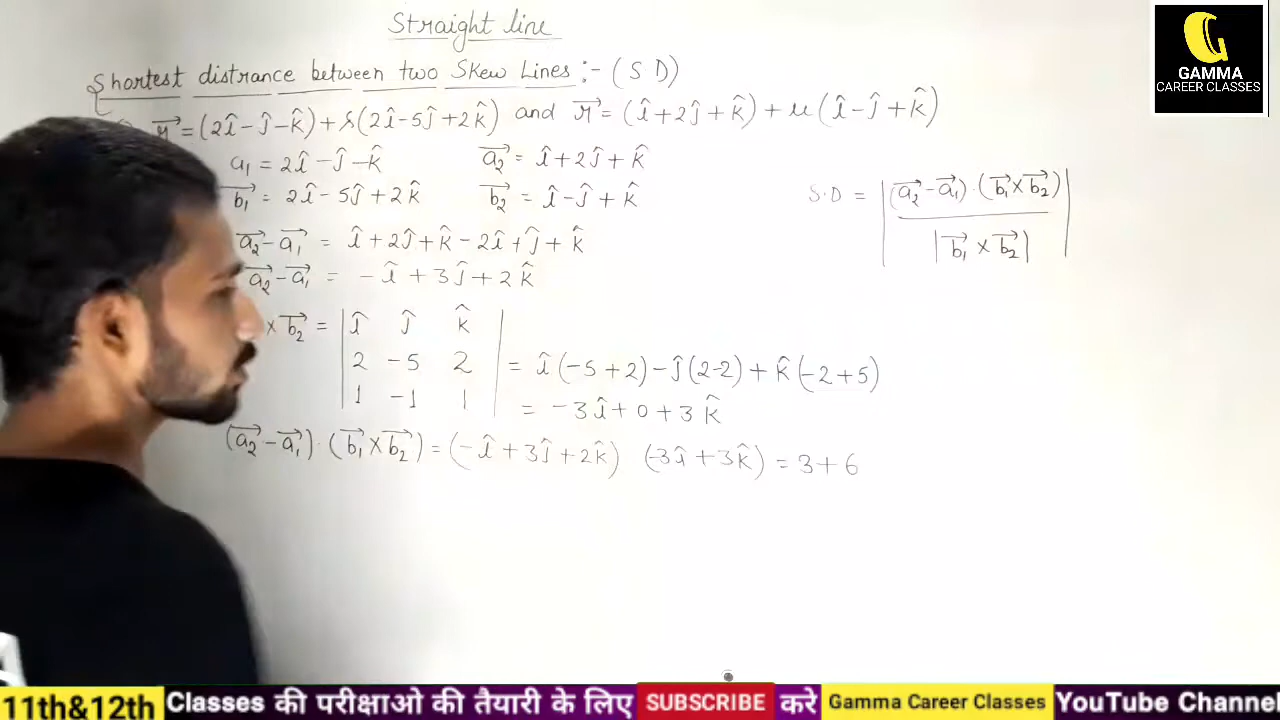 Straight line
Shortest distrance between two Skew Lines :- (S D)
r⃗ = (2î - ĵ - k̂) + λ(2î - 5ĵ + 2k̂) and r⃗ = (î + 2ĵ + k̂) + μ(î - ĵ + k̂)
a₁ = 2î - ĵ - k̂ a₂⃗ = î + 2ĵ + k̂
b₁⃗ = 2î - 5ĵ + 2k̂ b₂⃗ = î - ĵ + k̂
S.D = |(a₂⃗ - a₁⃗) · (b₁⃗ × b₂⃗) / |b₁⃗ × b₂⃗||
a₂⃗ - a₁⃗ = î + 2ĵ + k̂ - 2î + ĵ + k̂
a₂⃗ - a₁⃗ = -î + 3ĵ + 2k̂
× b₂⃗ = | î ĵ k̂
2 -5 2
1 -1 1 |
= î(-5+2) - ĵ(2-2) + k̂(-2+5)
= -3î + 0 + 3k̂
(a₂⃗ - a₁⃗) · (b₁⃗ × b₂⃗) = (-î + 3ĵ + 2k̂) (-3î + 3k̂) = 3 + 6
GAMMA
CAREER CLASSES
11th&12th Classes की परीक्षाओ की तैयारी के लिए SUBSCRIBE करे Gamma Career Classes YouTube Channel